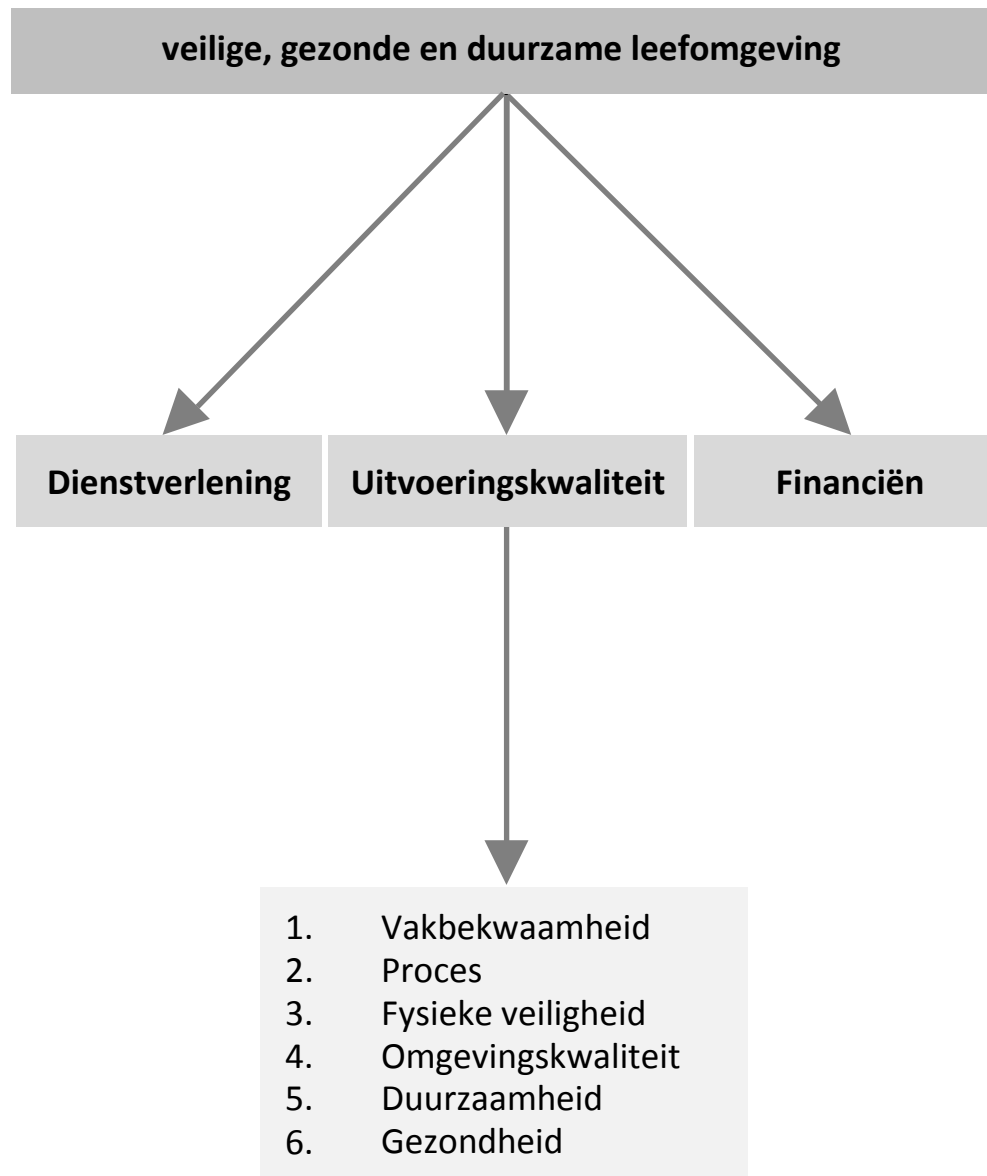 veilige, gezonde en duurzame leefomgeving
Dienstverlening
Uitvoeringskwaliteit
Financiën
1. Vakbekwaamheid
2. Proces
3. Fysieke veiligheid
4. Omgevingskwaliteit
5. Duurzaamheid
6. Gezondheid